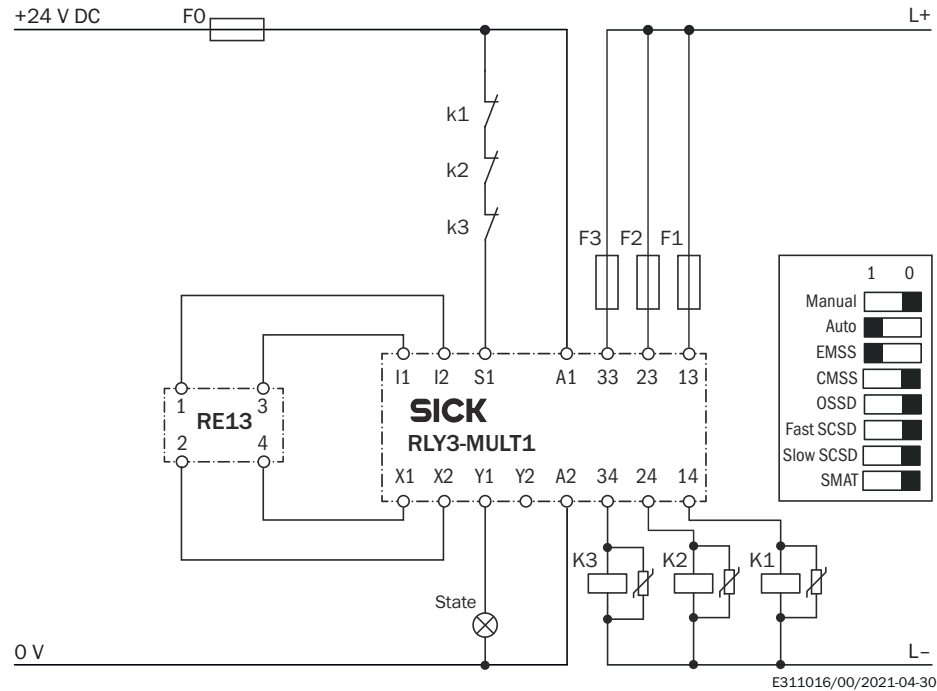 +24 V DC F0 L+
k1
k2
k3
F3 F2 F1
1 0
Manual
Auto
EMSS
CMSS
OSSD
Fast SCSD
Slow SCSD
SMAT
I1 I2 S1 A1 33 23 13
SICK
RLY3-MULT1
X1 X2 Y1 Y2 A2 34 24 14
1 3
RE13
2 4
K3 K2 K1
State
0 V L–
E311016/00/2021-04-30